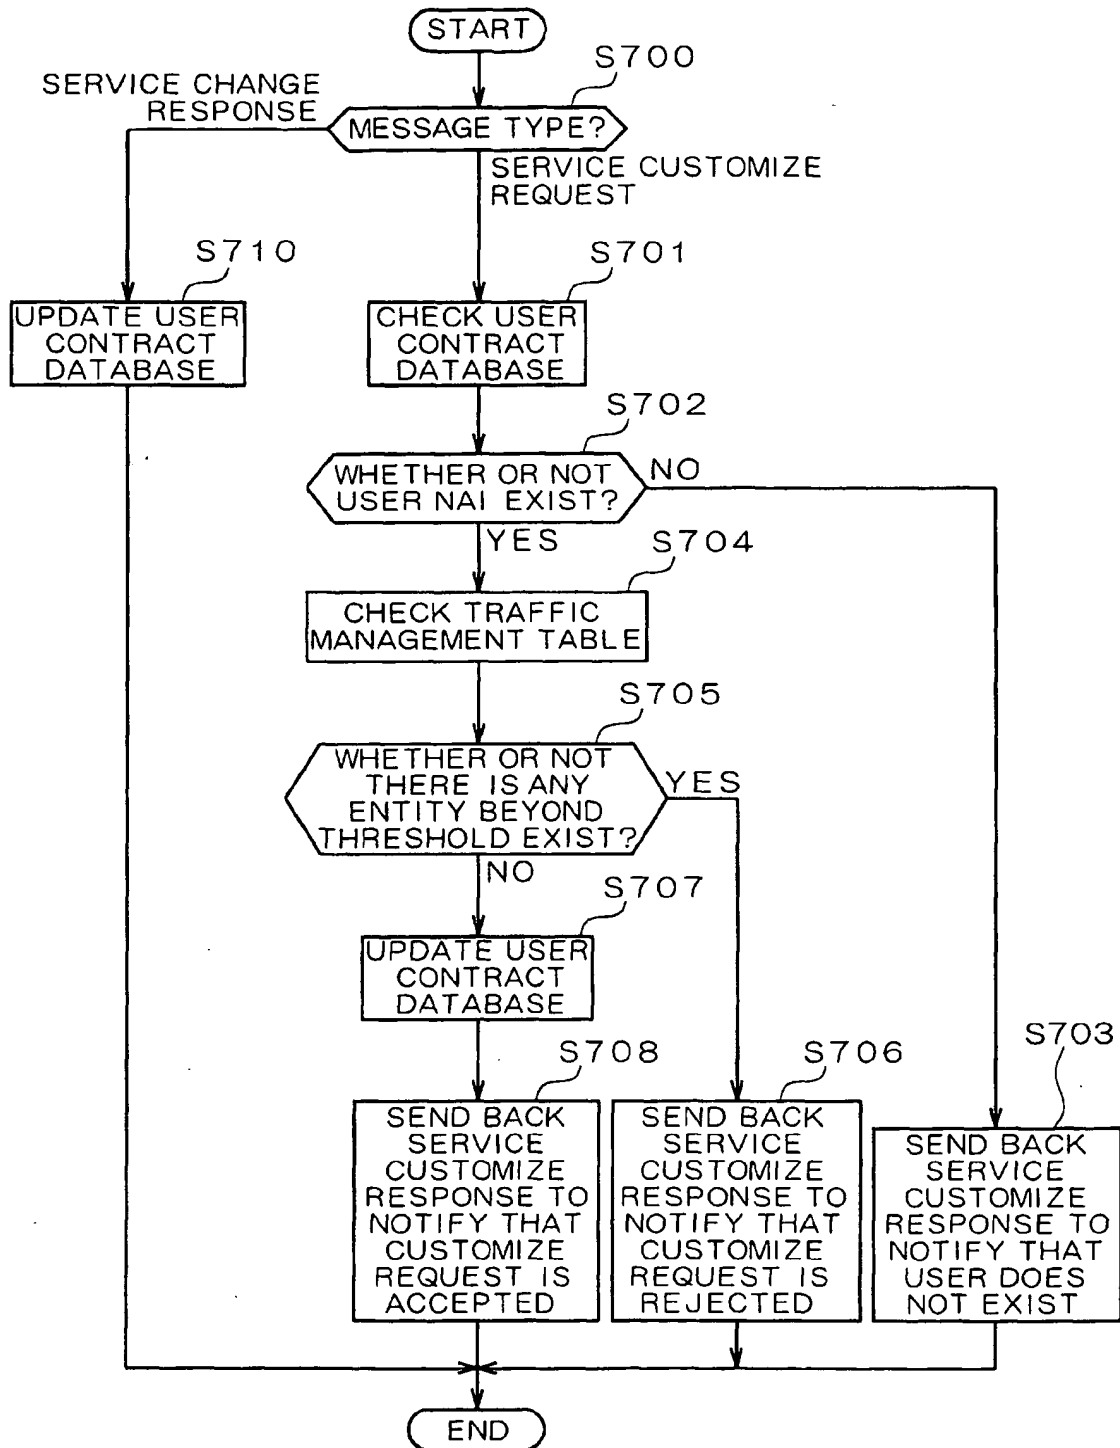 START
S700
SERVICE CHANGE
RESPONSE
MESSAGE TYPE?
SERVICE CUSTOMIZE
REQUEST
S710
S701
UPDATE USER
CONTRACT
DATABASE
CHECK USER
CONTRACT
DATABASE
S702
WHETHER OR NOT
USER NAI EXIST?
NO
YES
S704
CHECK TRAFFIC
MANAGEMENT TABLE
S705
WHETHER OR NOT
THERE IS ANY
ENTITY BEYOND
THRESHOLD EXIST?
YES
NO
S707
UPDATE USER
CONTRACT
DATABASE
S708
S706
S703
SEND BACK
SERVICE
CUSTOMIZE
RESPONSE TO
NOTIFY THAT
CUSTOMIZE
REQUEST IS
ACCEPTED
SEND BACK
SERVICE
CUSTOMIZE
RESPONSE TO
NOTIFY THAT
CUSTOMIZE
REQUEST IS
REJECTED
SEND BACK
SERVICE
CUSTOMIZE
RESPONSE TO
NOTIFY THAT
USER DOES
NOT EXIST
END